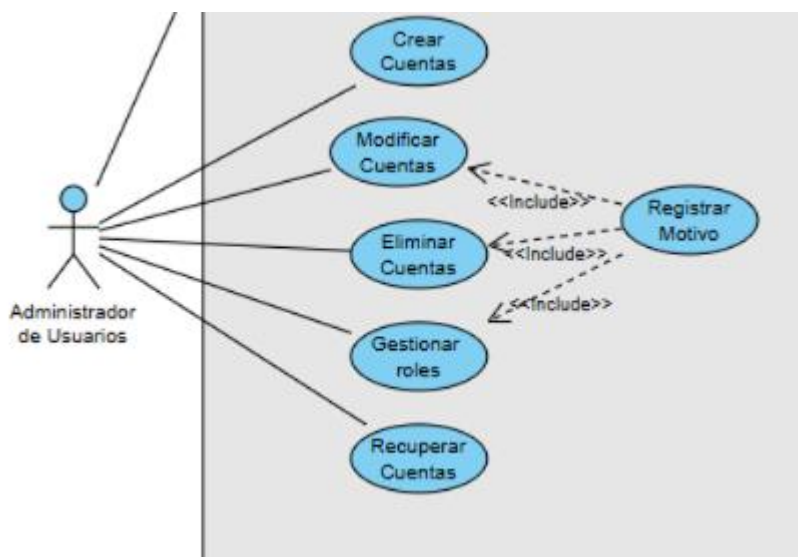 Crear
Cuentas
Modificar
Cuentas
<<Include>>
Registrar
Motivo
Eliminar
Cuentas
<<Include>>
Administrador
de Usuarios
<<Include>>
Gestionar
roles
Recuperar
Cuentas